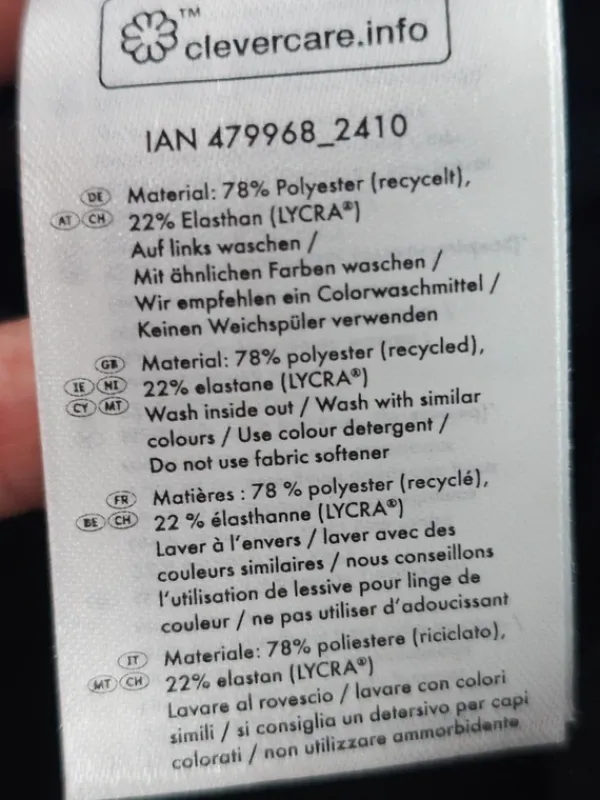 ™
clevercare.info
IAN 479968_2410
DE Material: 78% Polyester (recycelt),
AT CH 22% Elasthan (LYCRA®)
Auf links waschen /
Mit ähnlichen Farben waschen /
Wir empfehlen ein Colorwaschmittel /
Keinen Weichspüler verwenden
GB Material: 78% polyester (recycled),
IE NI 22% elastane (LYCRA®)
CY MT Wash inside out / Wash with similar
colours / Use colour detergent /
Do not use fabric softener
FR Matières : 78 % polyester (recyclé),
BE CH 22 % élasthanne (LYCRA®)
Laver à l'envers / laver avec des
couleurs similaires / nous conseillons
l'utilisation de lessive pour linge de
couleur / ne pas utiliser d'adoucissant
IT Materiale: 78% poliestere (riciclato),
MT CH 22% elastan (LYCRA®)
Lavare al rovescio / lavare con colori
simili / si consiglia un detersivo per capi
colorati / non utilizzare ammorbidente